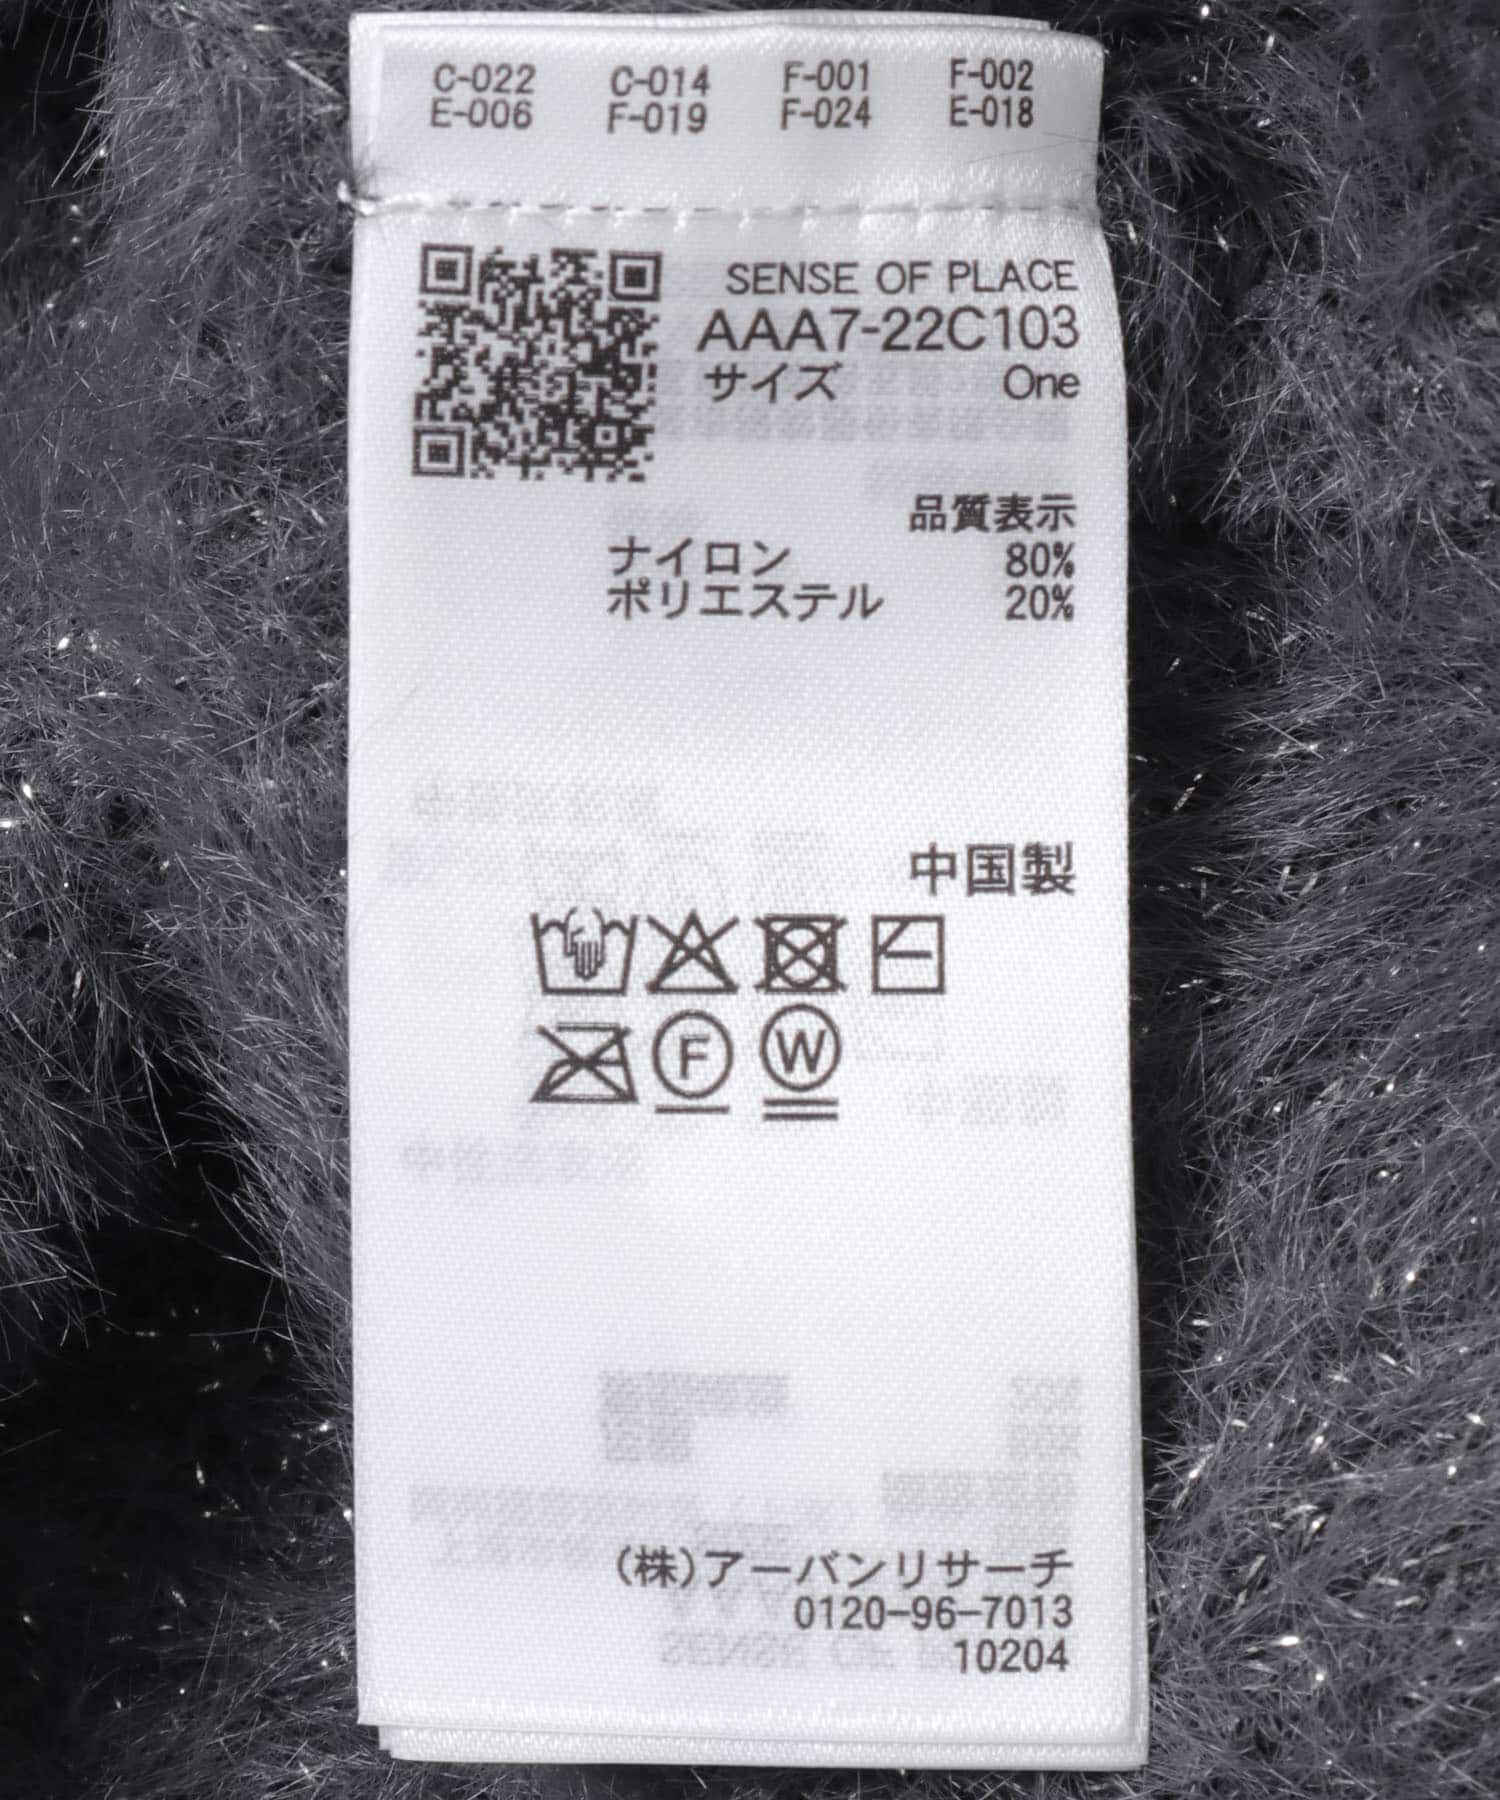 C-022 C-014 F-001 F-002
E-006 F-019 F-024 E-018
SENSE OF PLACE
AAA7-22C103
サイズ One
品質表示
ナイロン 80%
ポリエステル 20%
中国製
F W
(株)アーバンリサーチ
0120-96-7013
10204